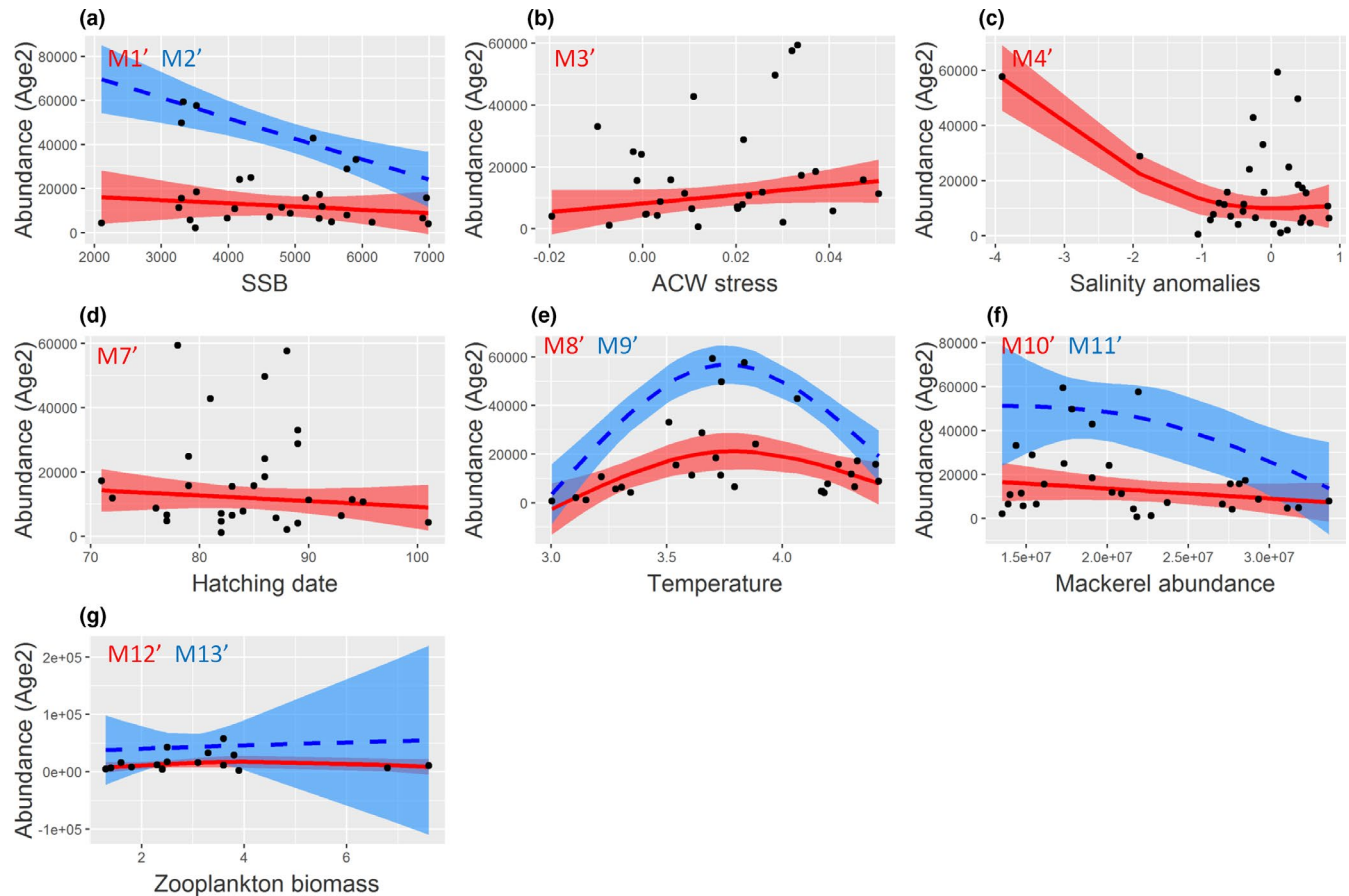 (a)
M1’ M2’
Abundance (Age2)
80000
60000
40000
20000
0
2000 3000 4000 5000 6000 7000
SSB
(b)
M3’
Abundance (Age2)
60000
40000
20000
0
-0.02 0.00 0.02 0.04
ACW stress
(c)
M4’
Abundance (Age2)
80000
60000
40000
20000
0
-4 -3 -2 -1 0 1
Salinity anomalies
(d)
M7’
Abundance (Age2)
60000
40000
20000
0
70 80 90 100
Hatching date
(e)
M8’ M9’
Abundance (Age2)
60000
40000
20000
0
3.0 3.5 4.0
Temperature
(f)
M10’ M11’
Abundance (Age2)
80000
60000
40000
20000
0
1.5e+07 2.0e+07 2.5e+07 3.0e+07
Mackerel abundance
(g)
M12’ M13’
Abundance (Age2)
2e+05
1e+05
0e+00
-1e+05
2 4 6
Zooplankton biomass